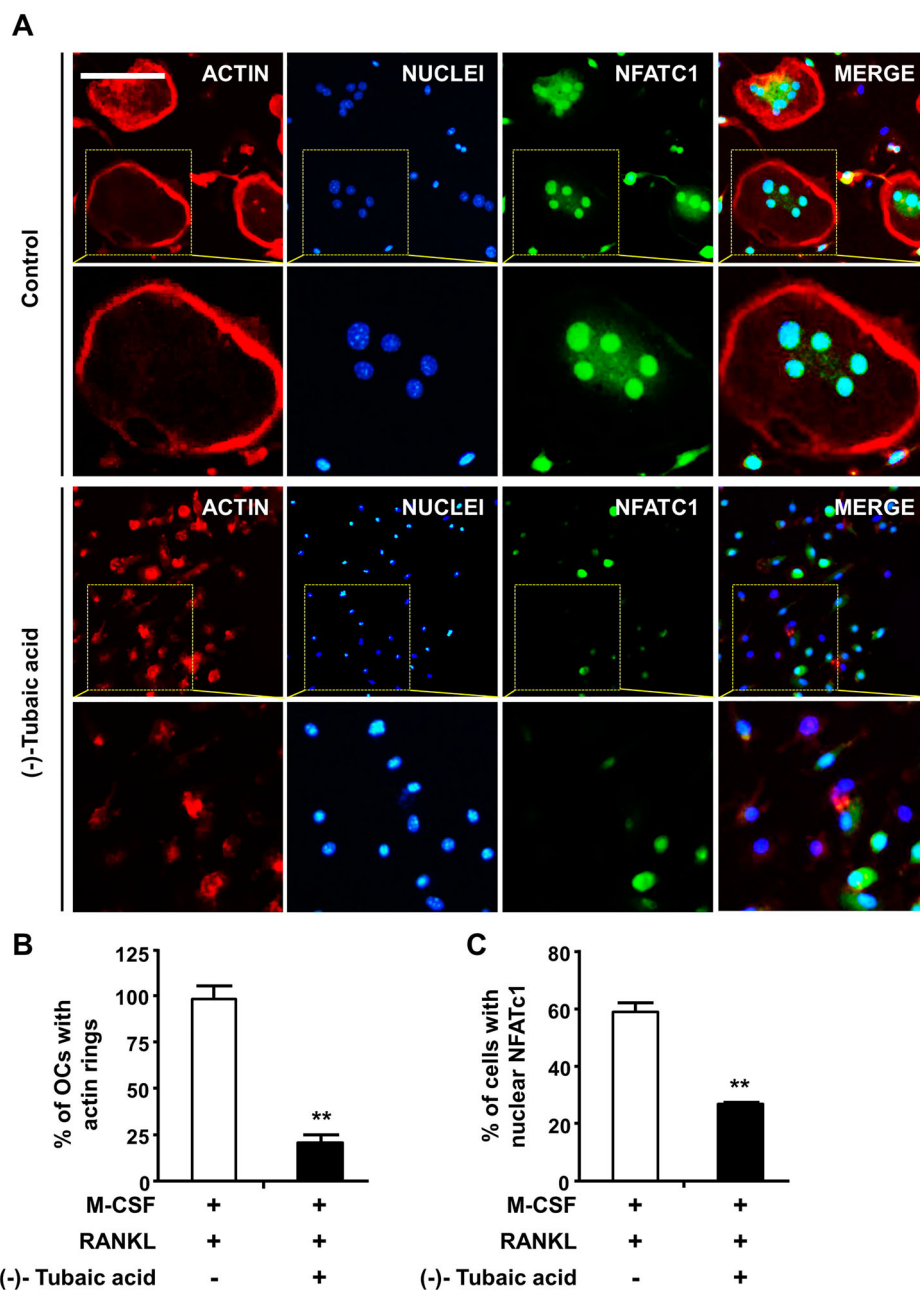 A
ACTIN NUCLEI NFATC1 MERGE
Control
ACTIN NUCLEI NFATC1 MERGE
(-)-Tubaic acid
B
% of OCs with
actin rings
125
100
75
50
25
0
**
M-CSF + +
RANKL + +
(-)- Tubaic acid - +
C
% of cells with
nuclear NFATc1
80
60
40
20
0
**
M-CSF + +
RANKL + +
(-)- Tubaic acid - +